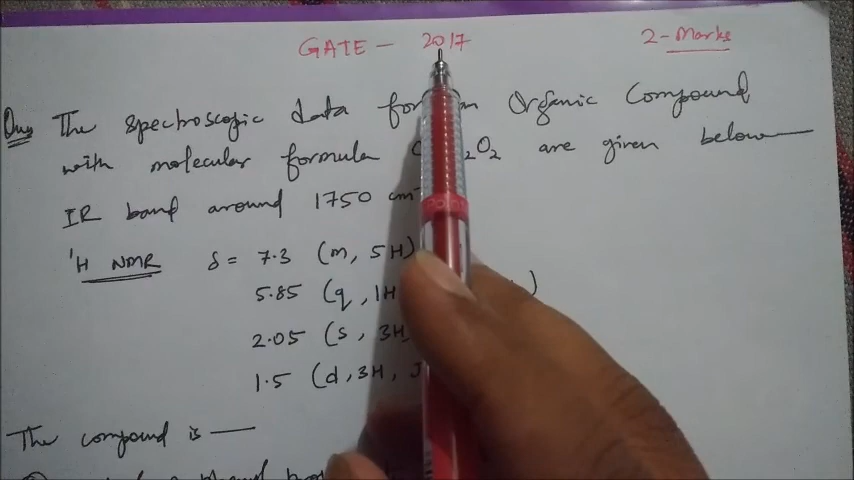 GATE - 2017
2-Marks
Ques The spectroscopic data for an Organic Compound
with molecular formula 2O2 are given below —
IR band around 1750 cm-
1H NMR δ = 7.3 (m, 5H)
5.85 (q, 1H )
2.05 (s, 3H,
1.5 (d, 3H, J
The compound is —